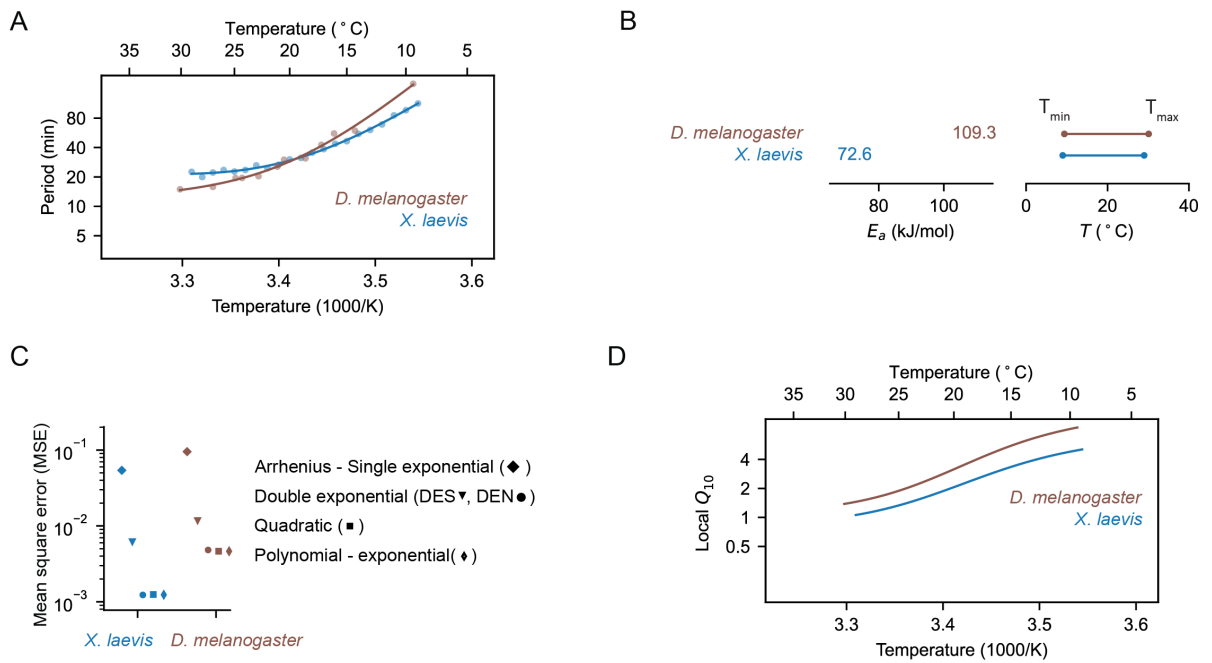 A
Temperature (°C)
35 30 25 20 15 10 5
Period (min)
80
40
20
10
5
D. melanogaster
X. laevis
3.3 3.4 3.5 3.6
Temperature (1000/K)
B
D. melanogaster 109.3
X. laevis 72.6
80 100
Ea (kJ/mol)
Tmin Tmax
0 20 40
T (°C)
C
Mean square error (MSE)
10−1
10−2
10−3
X. laevis D. melanogaster
Arrhenius - Single exponential (◆)
Double exponential (DES▼, DEN●)
Quadratic (■)
Polynomial - exponential(♦)
D
Temperature (°C)
35 30 25 20 15 10 5
Local Q10
4
2
1
0.5
D. melanogaster
X. laevis
3.3 3.4 3.5 3.6
Temperature (1000/K)